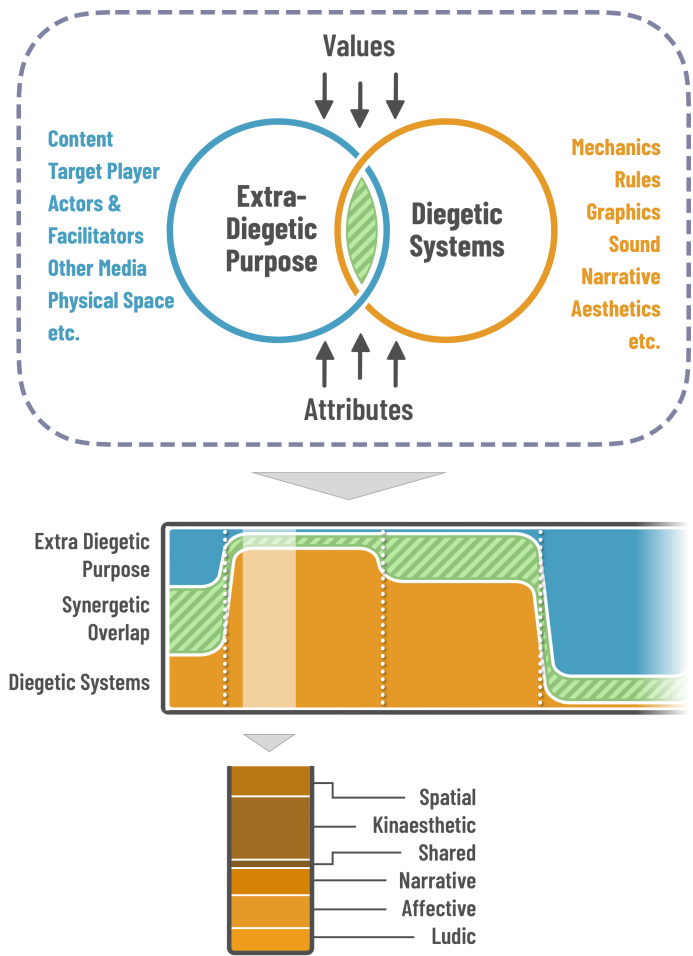 Values
Content
Target Player
Actors &
Facilitators
Other Media
Physical Space
etc.
Extra-
Diegetic
Purpose
Diegetic
Systems
Mechanics
Rules
Graphics
Sound
Narrative
Aesthetics
etc.
Attributes
Extra Diegetic
Purpose
Synergetic
Overlap
Diegetic Systems
Spatial
Kinaesthetic
Shared
Narrative
Affective
Ludic